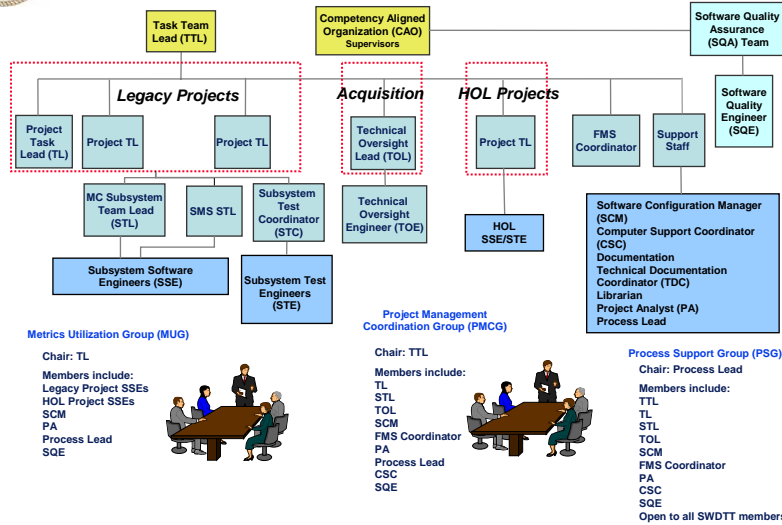 Task Team
Lead (TTL)
Competency Aligned
Organization (CAO)
Supervisors
Software Quality
Assurance
(SQA) Team
Legacy Projects
Acquisition
HOL Projects
Software
Quality
Engineer
(SQE)
Project
Task
Lead (TL)
Project TL
Project TL
Technical
Oversight
Lead (TOL)
Project TL
FMS
Coordinator
Support
Staff
MC Subsystem
Team Lead
(STL)
SMS STL
Subsystem
Test
Coordinator
(STC)
Technical
Oversight
Engineer (TOE)
HOL
SSE/STE
Software Configuration Manager
(SCM)
Computer Support Coordinator
(CSC)
Documentation
Technical Documentation
Coordinator (TDC)
Librarian
Project Analyst (PA)
Process Lead
Subsystem Software
Engineers (SSE)
Subsystem Test
Engineers
(STE)
Metrics Utilization Group (MUG)
Chair: TL
Members include:
Legacy Project SSEs
HOL Project SSEs
SCM
PA
Process Lead
SQE
Project Management
Coordination Group (PMCG)
Chair: TTL
Members include:
TL
STL
TOL
SCM
FMS Coordinator
PA
Process Lead
CSC
SQE
Process Support Group (PSG)
Chair: Process Lead
Members include:
TTL
TL
STL
TOL
SCM
FMS Coordinator
PA
CSC
SQE
Open to all SWDTT members